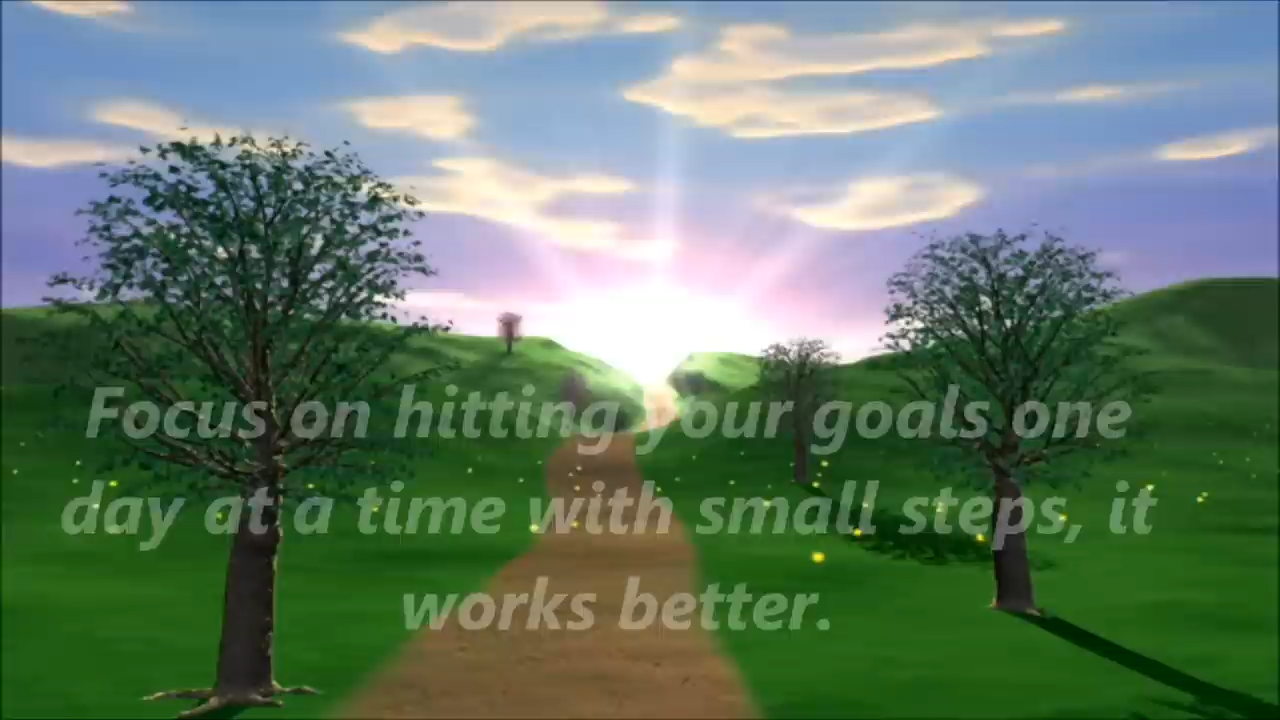 Focus on hitting your goals one
day at a time with small steps, it
works better.